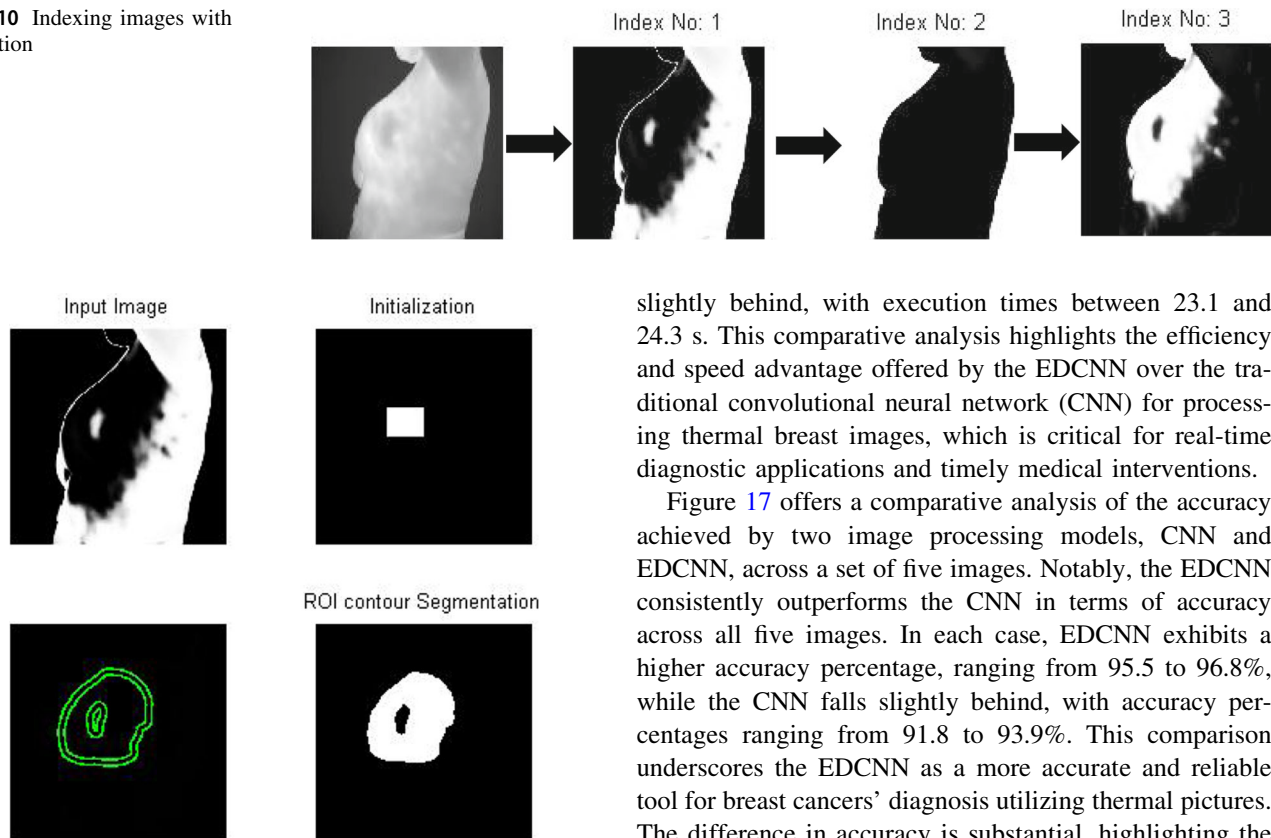 10 Indexing images with
Index No: 1
Index No: 2
Index No: 3
Input Image
Initialization
ROI contour Segmentation
slightly behind, with execution times between 23.1 and
24.3 s. This comparative analysis highlights the efficiency
and speed advantage offered by the EDCNN over the tra-
ditional convolutional neural network (CNN) for process-
ing thermal breast images, which is critical for real-time
diagnostic applications and timely medical interventions.
Figure 17 offers a comparative analysis of the accuracy
achieved by two image processing models, CNN and
EDCNN, across a set of five images. Notably, the EDCNN
consistently outperforms the CNN in terms of accuracy
across all five images. In each case, EDCNN exhibits a
higher accuracy percentage, ranging from 95.5 to 96.8%,
while the CNN falls slightly behind, with accuracy per-
centages ranging from 91.8 to 93.9%. This comparison
underscores the EDCNN as a more accurate and reliable
tool for breast cancers' diagnosis utilizing thermal pictures.
The difference in accuracy is substantial, highlighting the